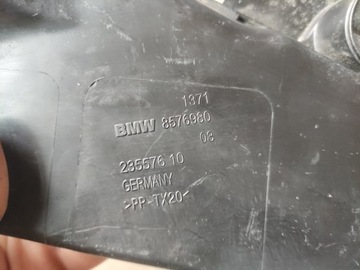 1371
BMW 8576980
03
235576 10
GERMANY
>PP-TX20<